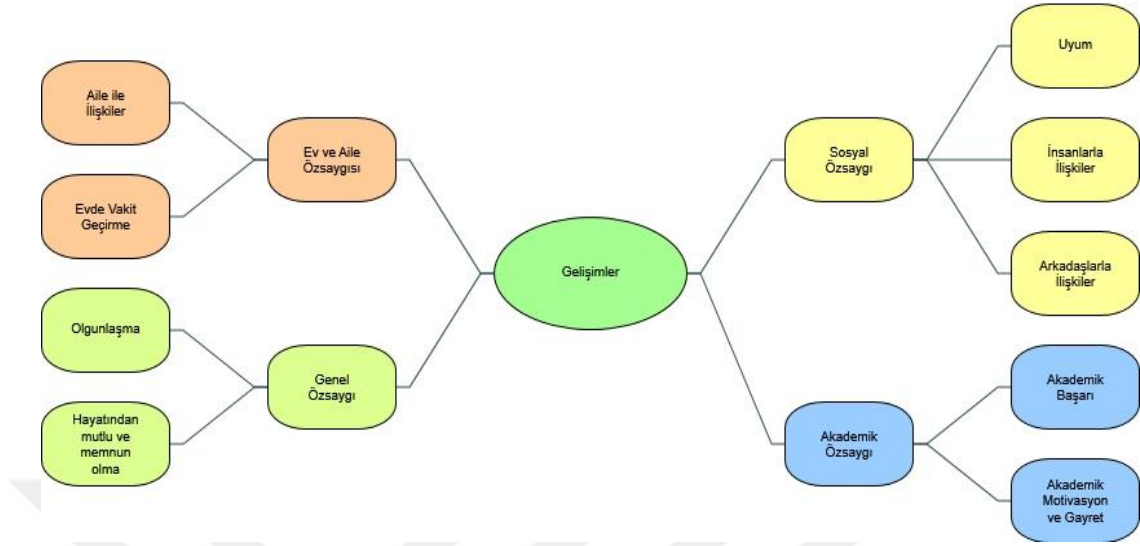 Aile ile
İlişkiler
Evde Vakit
Geçirme
Ev ve Aile
Özsaygısı
Olgunlaşma
Hayatından
mutlu ve
memnun
olma
Genel
Özsaygı
Gelişimler
Sosyal
Özsaygı
Uyum
İnsanlarla
İlişkiler
Arkadaşlarla
İlişkiler
Akademik
Özsaygı
Akademik
Başarı
Akademik
Motivasyon
ve Gayret